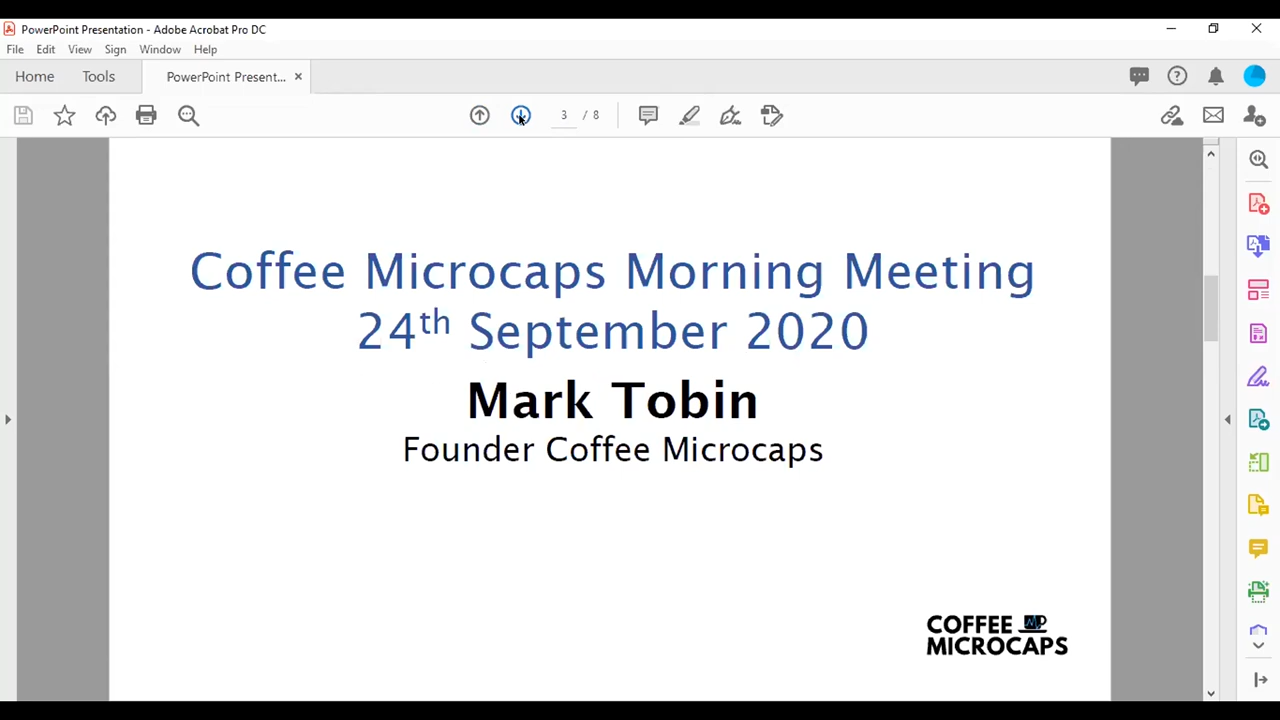 PowerPoint Presentation - Adobe Acrobat Pro DC
File Edit View Sign Window Help
Home Tools PowerPoint Present... ×
3 / 8
Coffee Microcaps Morning Meeting
24th September 2020
Mark Tobin
Founder Coffee Microcaps
COFFEE
MICROCAPS